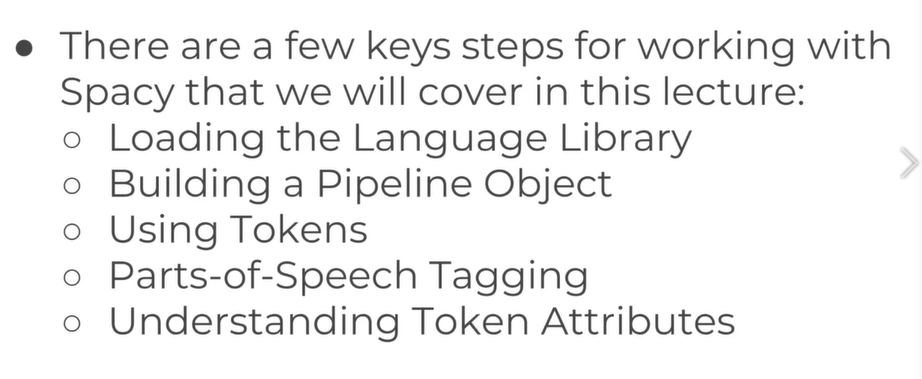 ● There are a few keys steps for working with
Spacy that we will cover in this lecture:
○ Loading the Language Library
○ Building a Pipeline Object
○ Using Tokens
○ Parts-of-Speech Tagging
○ Understanding Token Attributes